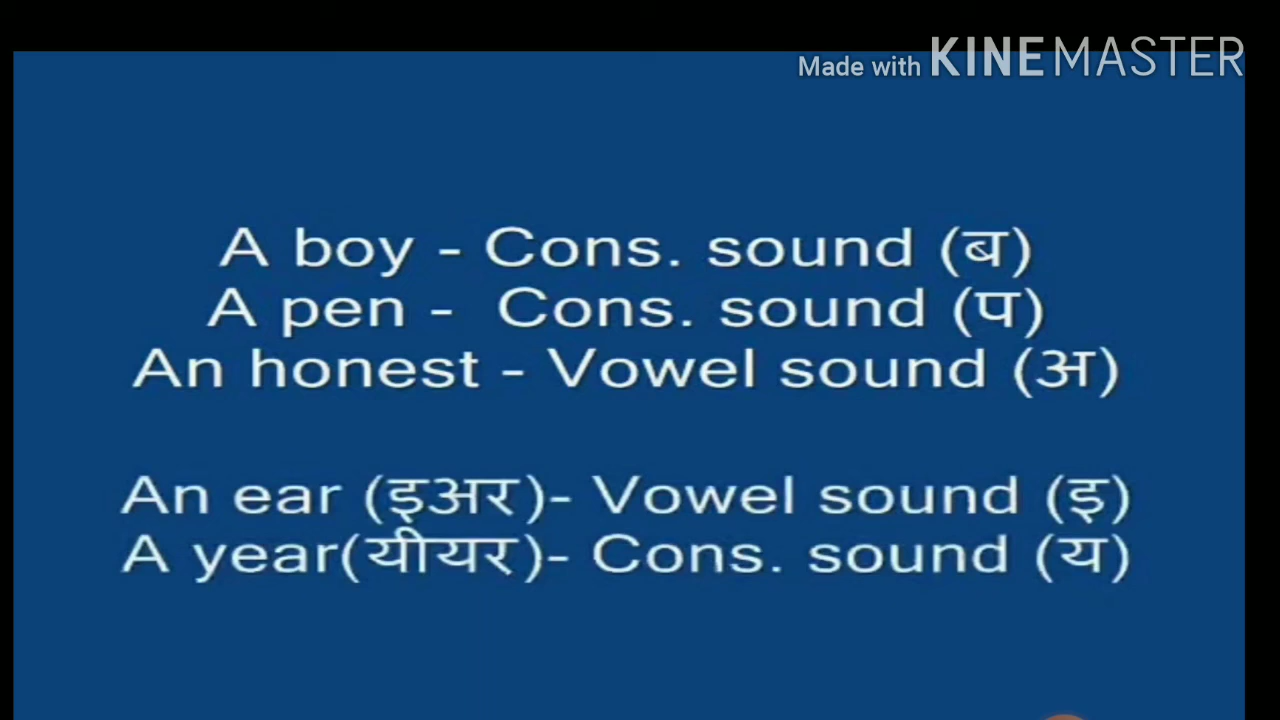 Made with KINEMASTER
A boy - Cons. sound (ब)
A pen - Cons. sound (प)
An honest - Vowel sound (अ)
An ear (इअर)- Vowel sound (इ)
A year(यीयर)- Cons. sound (य)